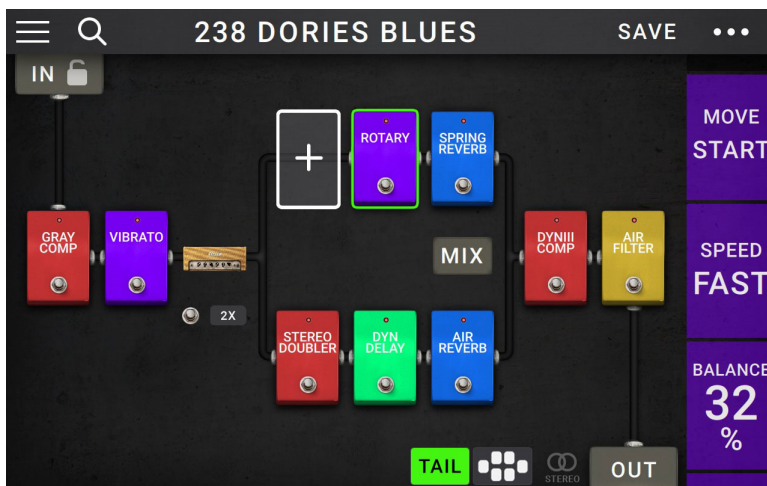 238 DORIES BLUES
SAVE
IN
MOVE
START
ROTARY
SPRING
REVERB
GRAY
COMP
VIBRATO
DYNIII
COMP
AIR
FILTER
MIX
SPEED
FAST
2X
STEREO
DOUBLER
DYN
DELAY
AIR
REVERB
BALANCE
32
%
TAIL
STEREO
OUT